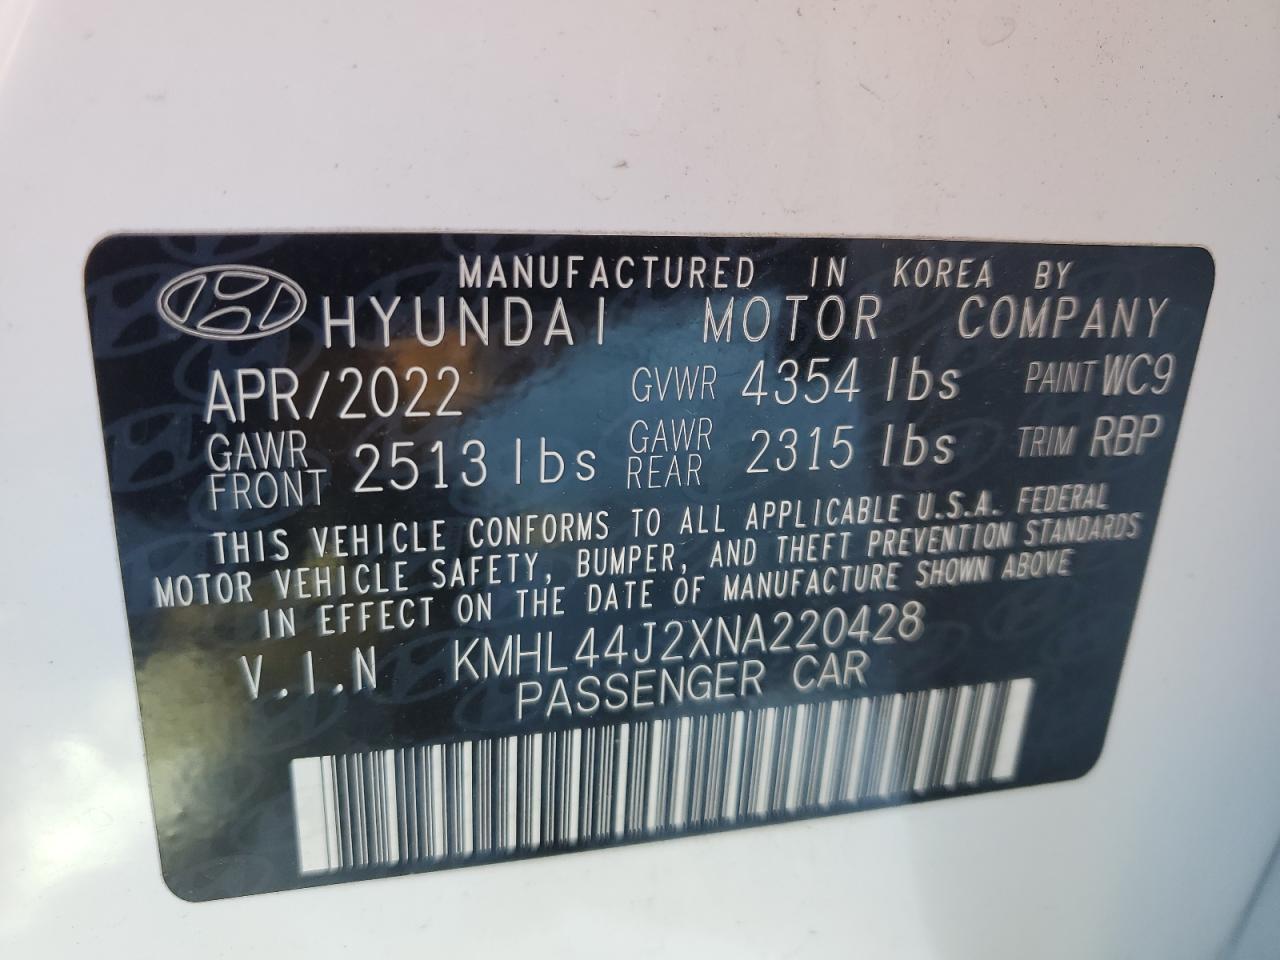 MANUFACTURED IN KOREA BY
HYUNDAI MOTOR COMPANY
APR/2022 GVWR 4354 lbs PAINT WC9
GAWR FRONT 2513 lbs GAWR REAR 2315 lbs TRIM RBP
THIS VEHICLE CONFORMS TO ALL APPLICABLE U.S.A. FEDERAL
MOTOR VEHICLE SAFETY, BUMPER, AND THEFT PREVENTION STANDARDS
IN EFFECT ON THE DATE OF MANUFACTURE SHOWN ABOVE
V.I.N KMHL44J2XNA220428
PASSENGER CAR